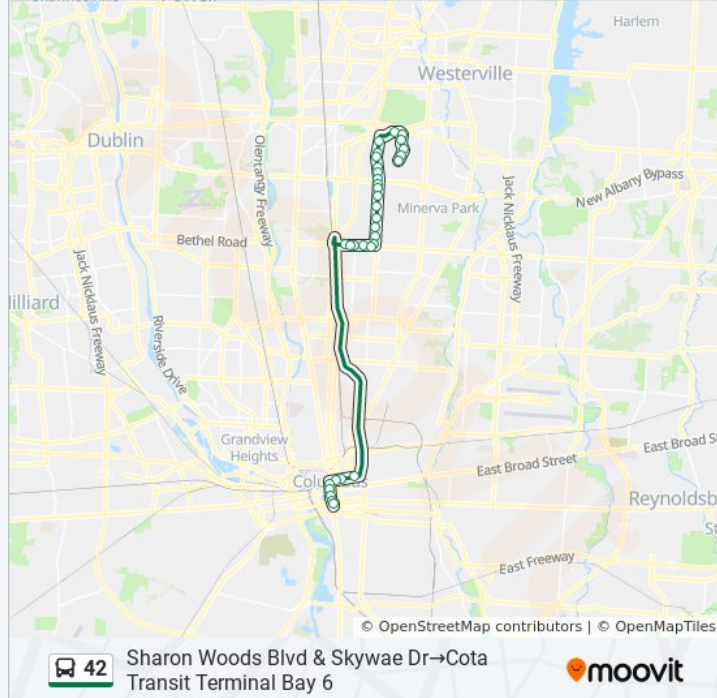 Harlem
Westerville
Dublin
Olentangy Freeway
Jack Nicklaus Freeway
New Albany Bypass
Minerva Park
Bethel Road
Jack Nicklaus Freeway
illiard
Riverside Drive
Grandview
Heights
East Broad Street
East Broad St
Reynoldsb
East Freeway
© OpenStreetMap contributors | © OpenMapTiles
42
Sharon Woods Blvd & Skywae Dr→Cota
Transit Terminal Bay 6
moovit